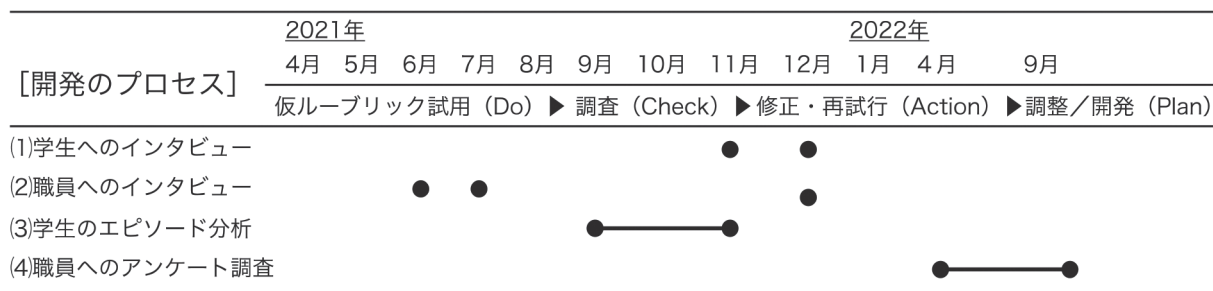 2021年 2022年
[開発のプロセス] 4月 5月 6月 7月 8月 9月 10月 11月 12月 1月 4月 9月
仮ルーブリック試用（Do）▶ 調査（Check）▶修正・再試行（Action）▶調整／開発（Plan）
⑴学生へのインタビュー
⑵職員へのインタビュー
⑶学生のエピソード分析
⑷職員へのアンケート調査